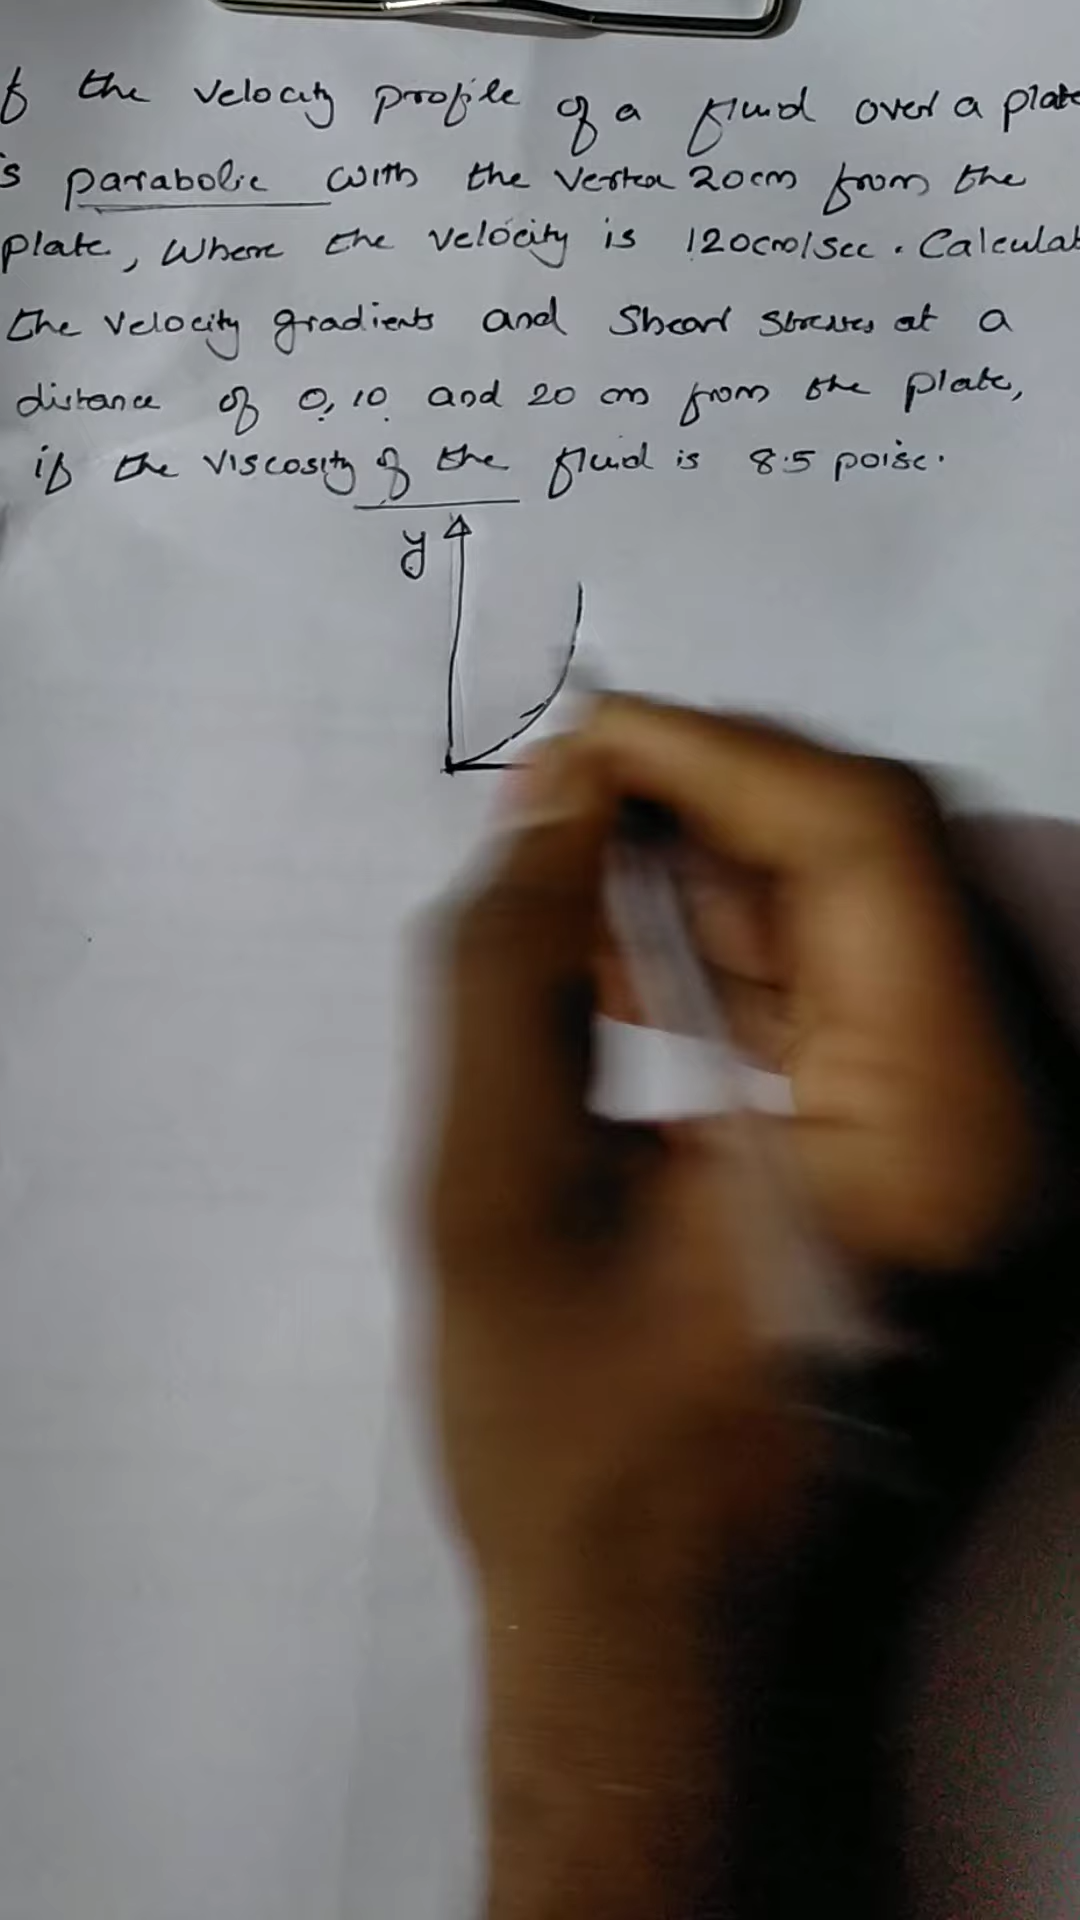 f the velocity profile of a fluid over a plate
is parabolic with the vertex 20cm from the
plate, where the velocity is 120cm/sec. Calculat
the velocity gradients and shear stresses at a
distance of 0, 10 and 20 cm from the plate,
if the viscosity of the fluid is 8.5 poise.
y